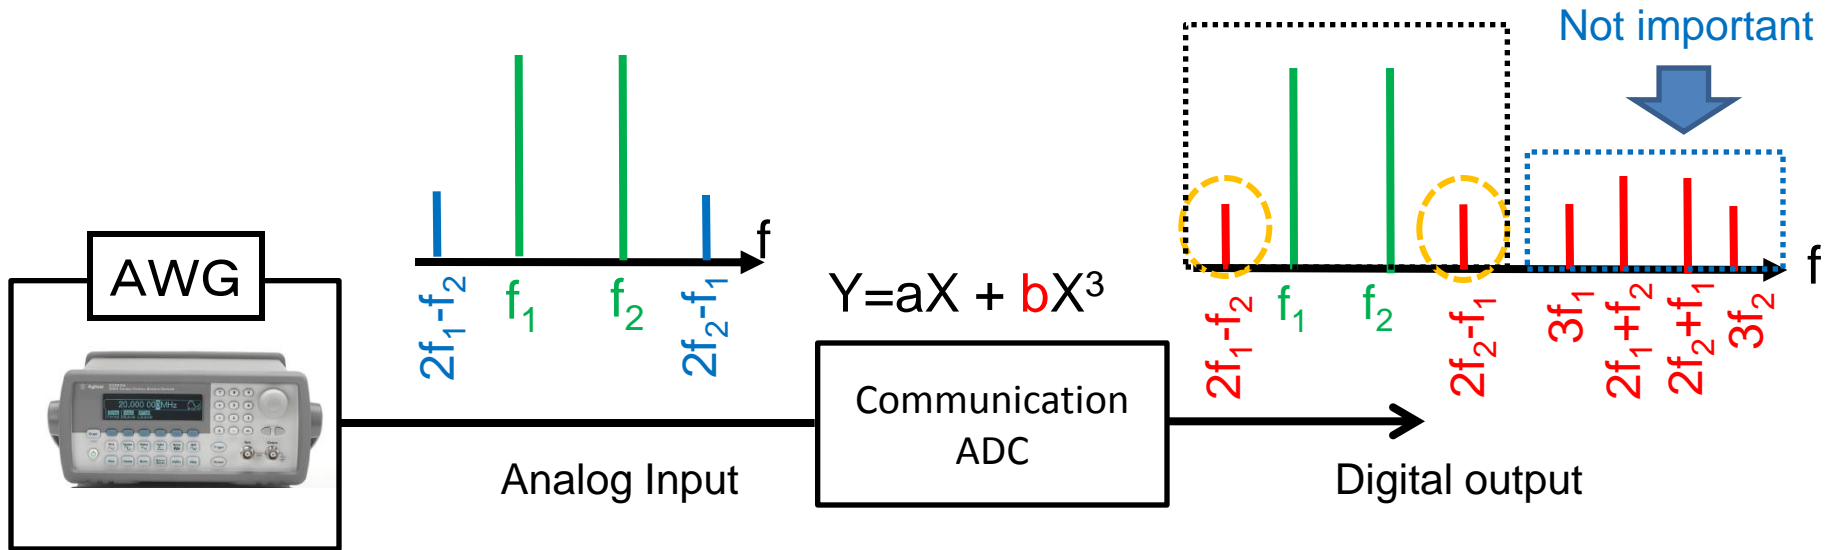 Not important
f
f
AWG
2f₁-f₂
f₁
f₂
2f₂-f₁
Y=aX + bX³
2f₁-f₂
f₁
f₂
2f₂-f₁
3f₁
2f₁+f₂
2f₂+f₁
3f₂
Agilent
Communication
ADC
Analog Input
Digital output